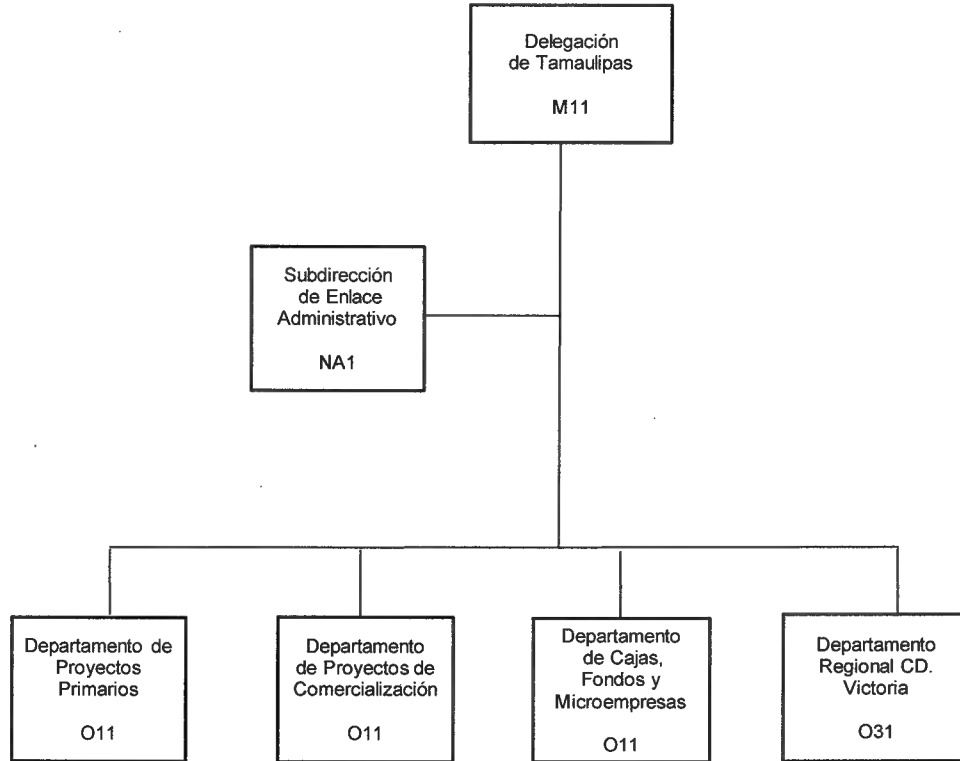 Delegación
de Tamaulipas
M11
Subdirección
de Enlace
Administrativo
NA1
Departamento de
Proyectos
Primarios
O11
Departamento
de Proyectos de
Comercialización
O11
Departamento
de Cajas,
Fondos y
Microempresas
O11
Departamento
Regional CD.
Victoria
O31